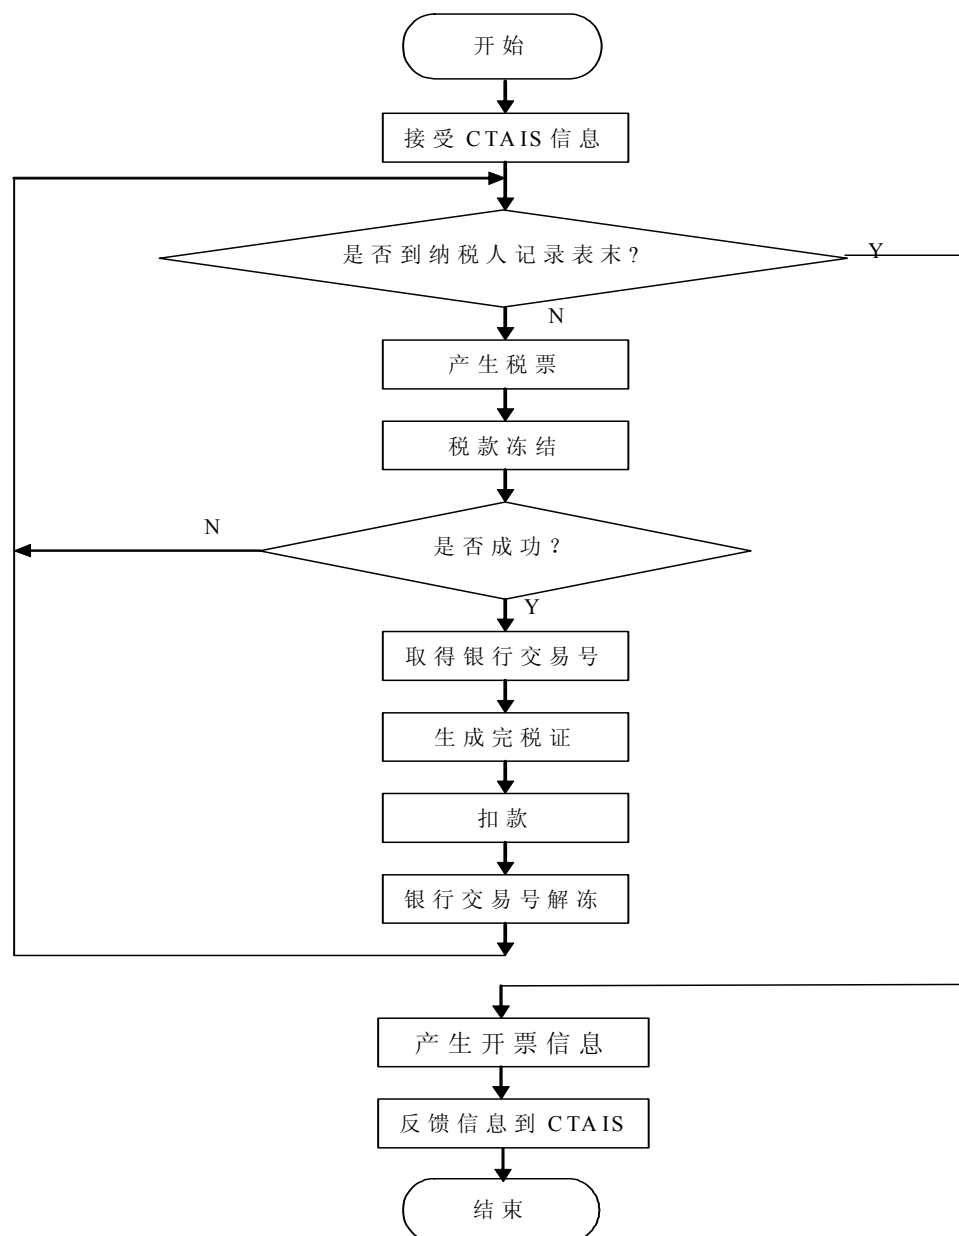 开始
接受 CTAIS 信息
是否到纳税人记录表末?
Y
N
产生税票
税款冻结
N
是否成功?
Y
取得银行交易号
生成完税证
扣款
银行交易号解冻
产生开票信息
反馈信息到 CTAIS
结束